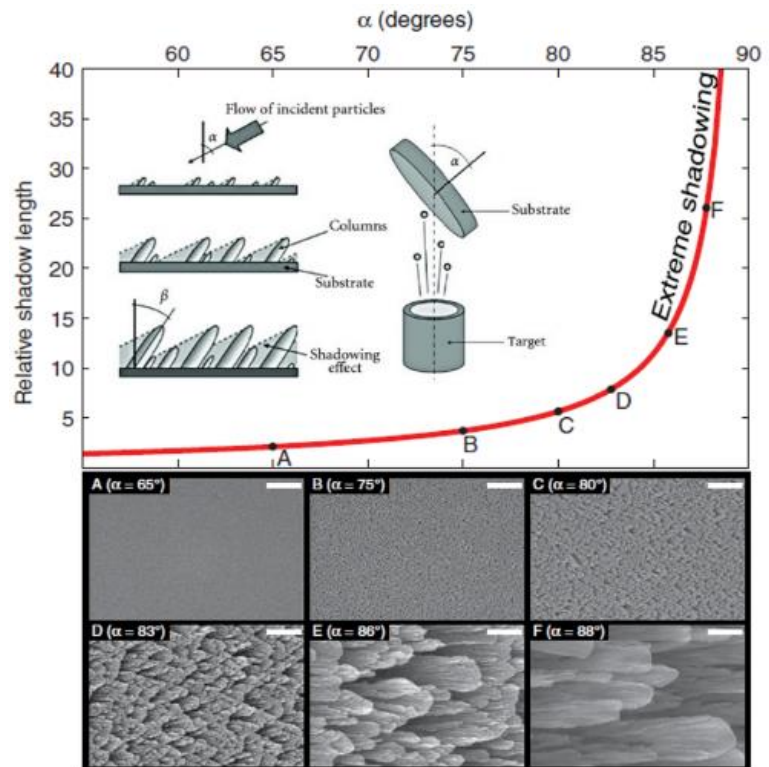 α (degrees)
60 65 70 75 80 85 90
Relative shadow length
40
35
30
25
20
15
10
5
Flow of incident particles
α
Columns
Substrate
β
Shadowing
effect
α
Substrate
Target
Extreme shadowing
A
B
C
D
E
F
A (α = 65°)
B (α = 75°)
C (α = 80°)
D (α = 83°)
E (α = 86°)
F (α = 88°)